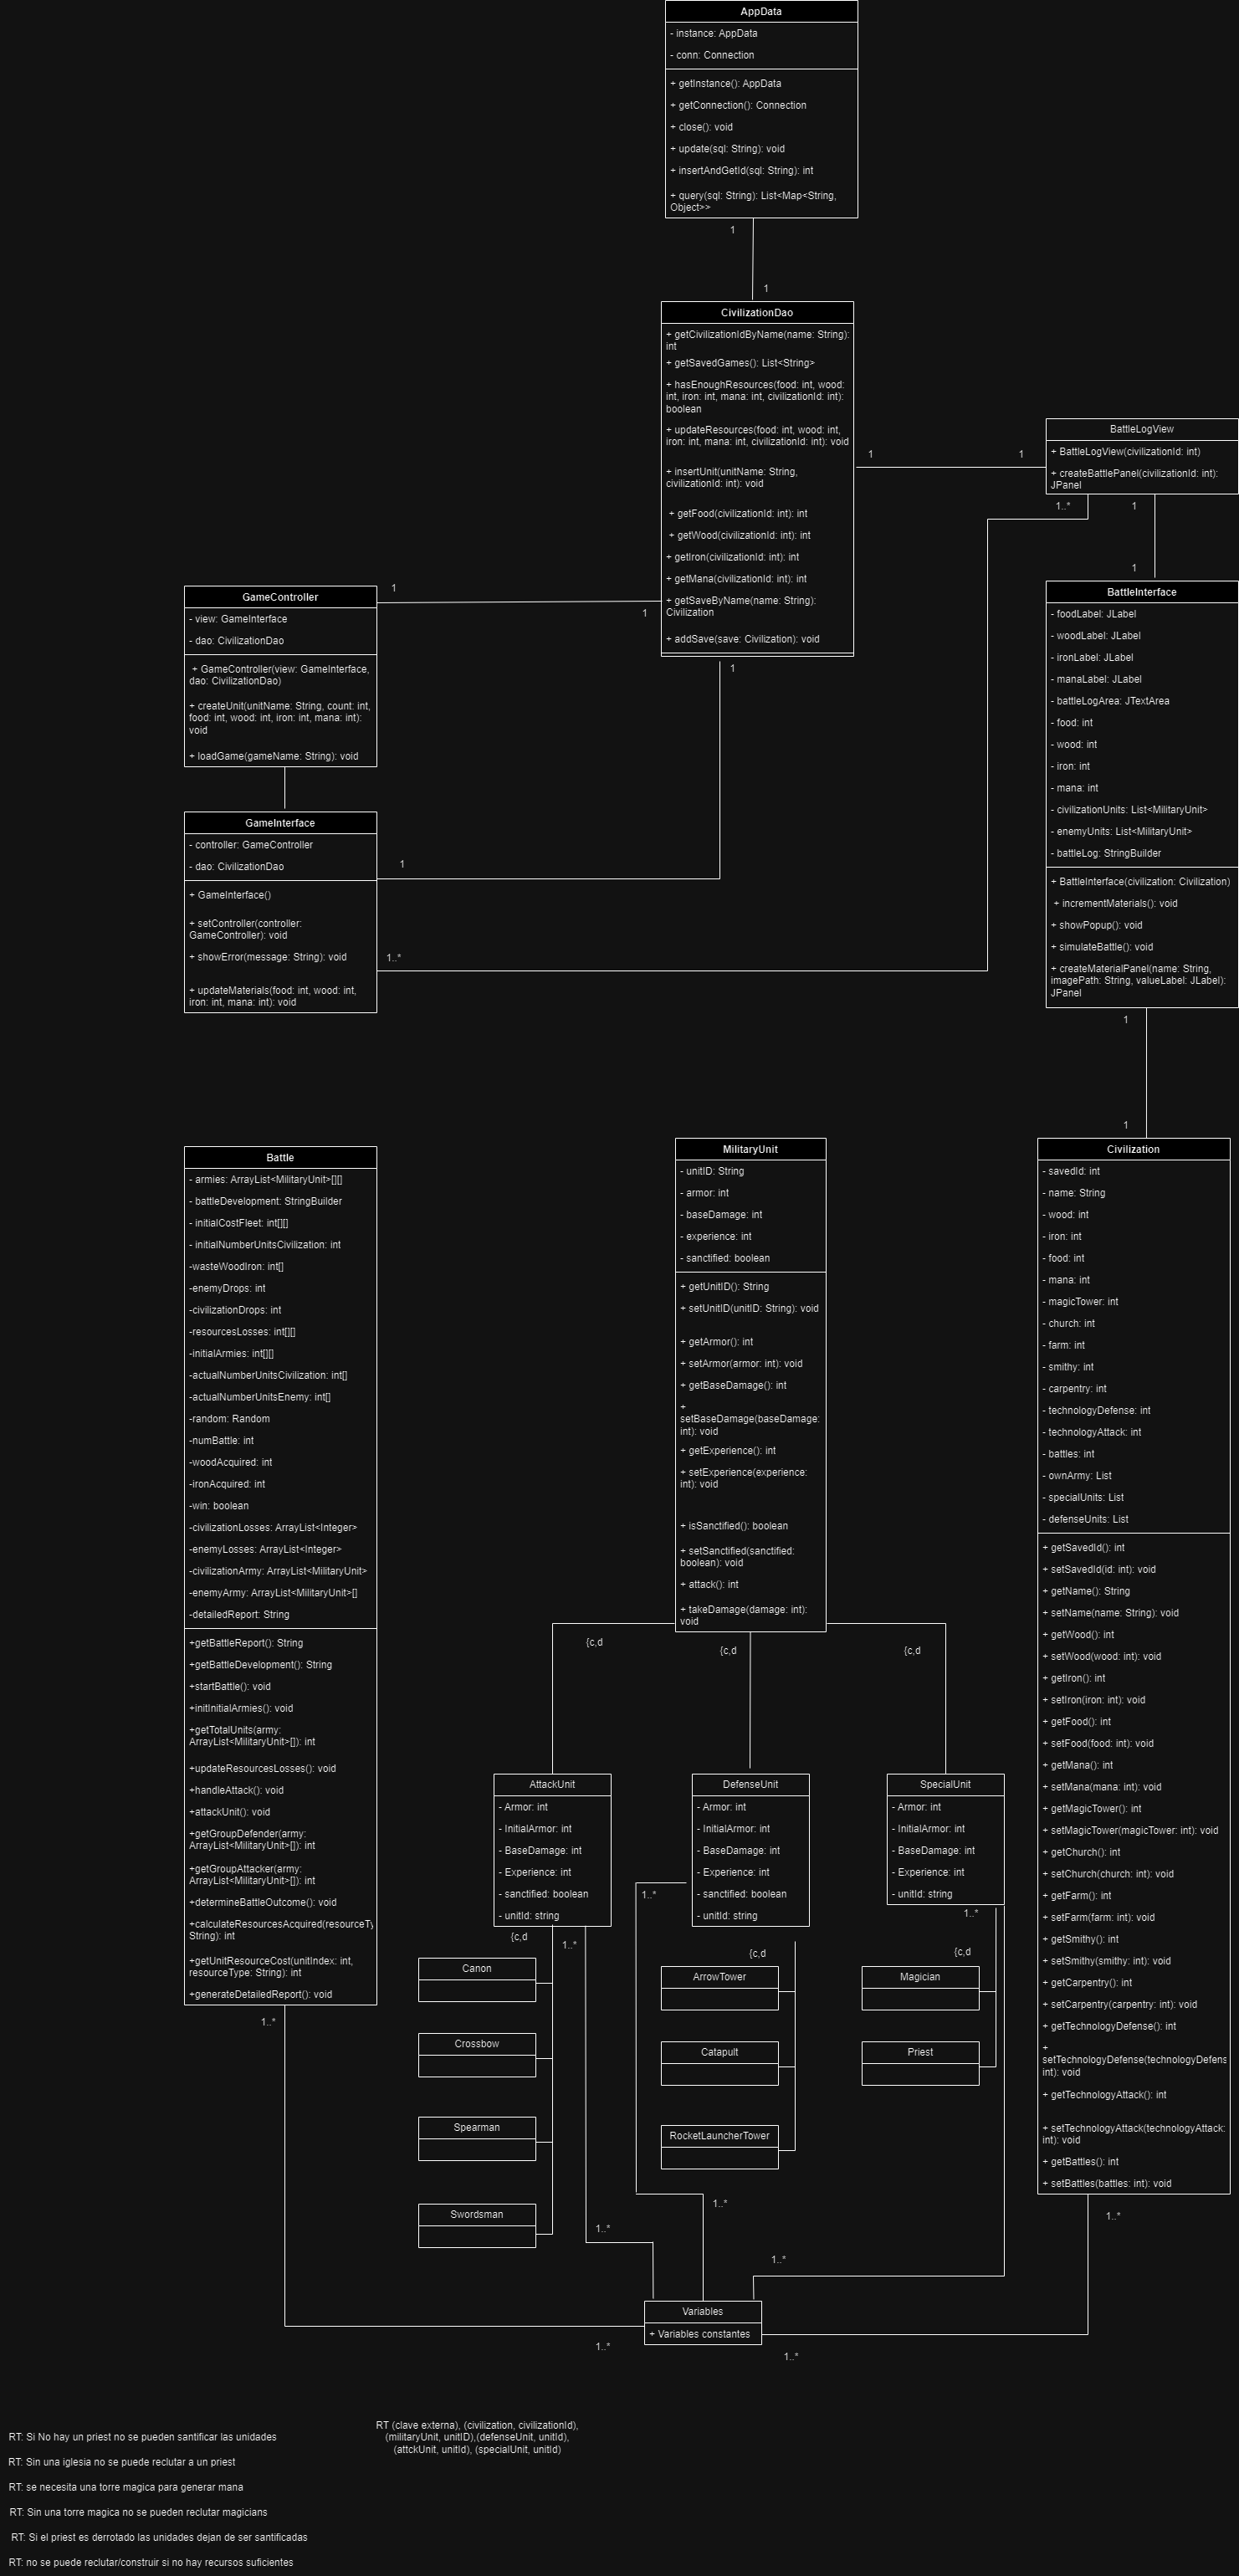 AppData
- instance: AppData
- conn: Connection
+ getInstance(): AppData
+ getConnection(): Connection
+ close(): void
+ update(sql: String): void
+ insertAndGetId(sql: String): int
+ query(sql: String): List<Map<String,
Object>>
1
1
CivilizationDao
+ getCivilizationIdByName(name: String):
int
+ getSavedGames(): List<String>
+ hasEnoughResources(food: int, wood:
int, iron: int, mana: int, civilizationId: int):
boolean
+ updateResources(food: int, wood: int,
iron: int, mana: int, civilizationId: int): void
+ insertUnit(unitName: String,
civilizationId: int): void
+ getFood(civilizationId: int): int
+ getWood(civilizationId: int): int
+ getIron(civilizationId: int): int
+ getMana(civilizationId: int): int
+ getSaveByName(name: String):
Civilization
+ addSave(save: Civilization): void
1
1
BattleLogView
+ BattleLogView(civilizationId: int)
+ createBattlePanel(civilizationId: int):
JPanel
1..*
1
1
1
1
1
GameController
- view: GameInterface
- dao: CivilizationDao
+ GameController(view: GameInterface,
dao: CivilizationDao)
+ createUnit(unitName: String, count: int,
food: int, wood: int, iron: int, mana: int):
void
+ loadGame(gameName: String): void
GameInterface
- controller: GameController
- dao: CivilizationDao
+ GameInterface()
+ setController(controller:
GameController): void
+ showError(message: String): void
+ updateMaterials(food: int, wood: int,
iron: int, mana: int): void
1
1..*
BattleInterface
- foodLabel: JLabel
- woodLabel: JLabel
- ironLabel: JLabel
- manaLabel: JLabel
- battleLogArea: JTextArea
- food: int
- wood: int
- iron: int
- mana: int
- civilizationUnits: List<MilitaryUnit>
- enemyUnits: List<MilitaryUnit>
- battleLog: StringBuilder
+ BattleInterface(civilization: Civilization)
+ incrementMaterials(): void
+ showPopup(): void
+ simulateBattle(): void
+ createMaterialPanel(name: String,
imagePath: String, valueLabel: JLabel):
JPanel
1
1
Battle
- armies: ArrayList<MilitaryUnit>[][]
- battleDevelopment: StringBuilder
- initialCostFleet: int[][]
- initialNumberUnitsCivilization: int
-wasteWoodIron: int[]
-enemyDrops: int
-civilizationDrops: int
-resourcesLosses: int[][]
-initialArmies: int[][]
-actualNumberUnitsCivilization: int[]
-actualNumberUnitsEnemy: int[]
-random: Random
-numBattle: int
-woodAcquired: int
-ironAcquired: int
-win: boolean
-civilizationLosses: ArrayList<Integer>
-enemyLosses: ArrayList<Integer>
-civilizationArmy: ArrayList<MilitaryUnit>
-enemyArmy: ArrayList<MilitaryUnit>[]
-detailedReport: String
+getBattleReport(): String
+getBattleDevelopment(): String
+startBattle(): void
+initInitialArmies(): void
+getTotalUnits(army:
ArrayList<MilitaryUnit>[]): int
+updateResourcesLosses(): void
+handleAttack(): void
+attackUnit(): void
+getGroupDefender(army:
ArrayList<MilitaryUnit>[]): int
+getGroupAttacker(army:
ArrayList<MilitaryUnit>[]): int
+determineBattleOutcome(): void
+calculateResourcesAcquired(resourceTy
String): int
+getUnitResourceCost(unitIndex: int,
resourceType: String): int
+generateDetailedReport(): void
1..*
MilitaryUnit
- unitID: String
- armor: int
- baseDamage: int
- experience: int
- sanctified: boolean
+ getUnitID(): String
+ setUnitID(unitID: String): void
+ getArmor(): int
+ setArmor(armor: int): void
+ getBaseDamage(): int
+
setBaseDamage(baseDamage:
int): void
+ getExperience(): int
+ setExperience(experience:
int): void
+ isSanctified(): boolean
+ setSanctified(sanctified:
boolean): void
+ attack(): int
+ takeDamage(damage: int):
void
{c,d
{c,d
{c,d
Civilization
- savedId: int
- name: String
- wood: int
- iron: int
- food: int
- mana: int
- magicTower: int
- church: int
- farm: int
- smithy: int
- carpentry: int
- technologyDefense: int
- technologyAttack: int
- battles: int
- ownArmy: List
- specialUnits: List
- defenseUnits: List
+ getSavedId(): int
+ setSavedId(id: int): void
+ getName(): String
+ setName(name: String): void
+ getWood(): int
+ setWood(wood: int): void
+ getIron(): int
+ setIron(iron: int): void
+ getFood(): int
+ setFood(food: int): void
+ getMana(): int
+ setMana(mana: int): void
+ getMagicTower(): int
+ setMagicTower(magicTower: int): void
+ getChurch(): int
+ setChurch(church: int): void
+ getFarm(): int
+ setFarm(farm: int): void
+ getSmithy(): int
+ setSmithy(smithy: int): void
+ getCarpentry(): int
+ setCarpentry(carpentry: int): void
+ getTechnologyDefense(): int
+
setTechnologyDefense(technologyDefens
int): void
+ getTechnologyAttack(): int
+ setTechnologyAttack(technologyAttack:
int): void
+ getBattles(): int
+ setBattles(battles: int): void
1..*
AttackUnit
- Armor: int
- InitialArmor: int
- BaseDamage: int
- Experience: int
- sanctified: boolean
- unitId: string
{c,d
1..*
DefenseUnit
- Armor: int
- InitialArmor: int
- BaseDamage: int
- Experience: int
- sanctified: boolean
- unitId: string
1..*
{c,d
SpecialUnit
- Armor: int
- InitialArmor: int
- BaseDamage: int
- Experience: int
- unitId: string
1..*
{c,d
Canon
Crossbow
Spearman
Swordsman
ArrowTower
Catapult
RocketLauncherTower
Magician
Priest
1..*
1..*
1..*
Variables
+ Variables constantes
1..*
1..*
RT: Si No hay un priest no se pueden santificar las unidades
RT: Sin una iglesia no se puede reclutar a un priest
RT: se necesita una torre magica para generar mana
RT: Sin una torre magica no se pueden reclutar magicians
RT: Si el priest es derrotado las unidades dejan de ser santificadas
RT: no se puede reclutar/construir si no hay recursos suficientes
RT (clave externa), (civilization, civilizationId),
(militaryUnit, unitID),(defenseUnit, unitId),
(attckUnit, unitId), (specialUnit, unitId)